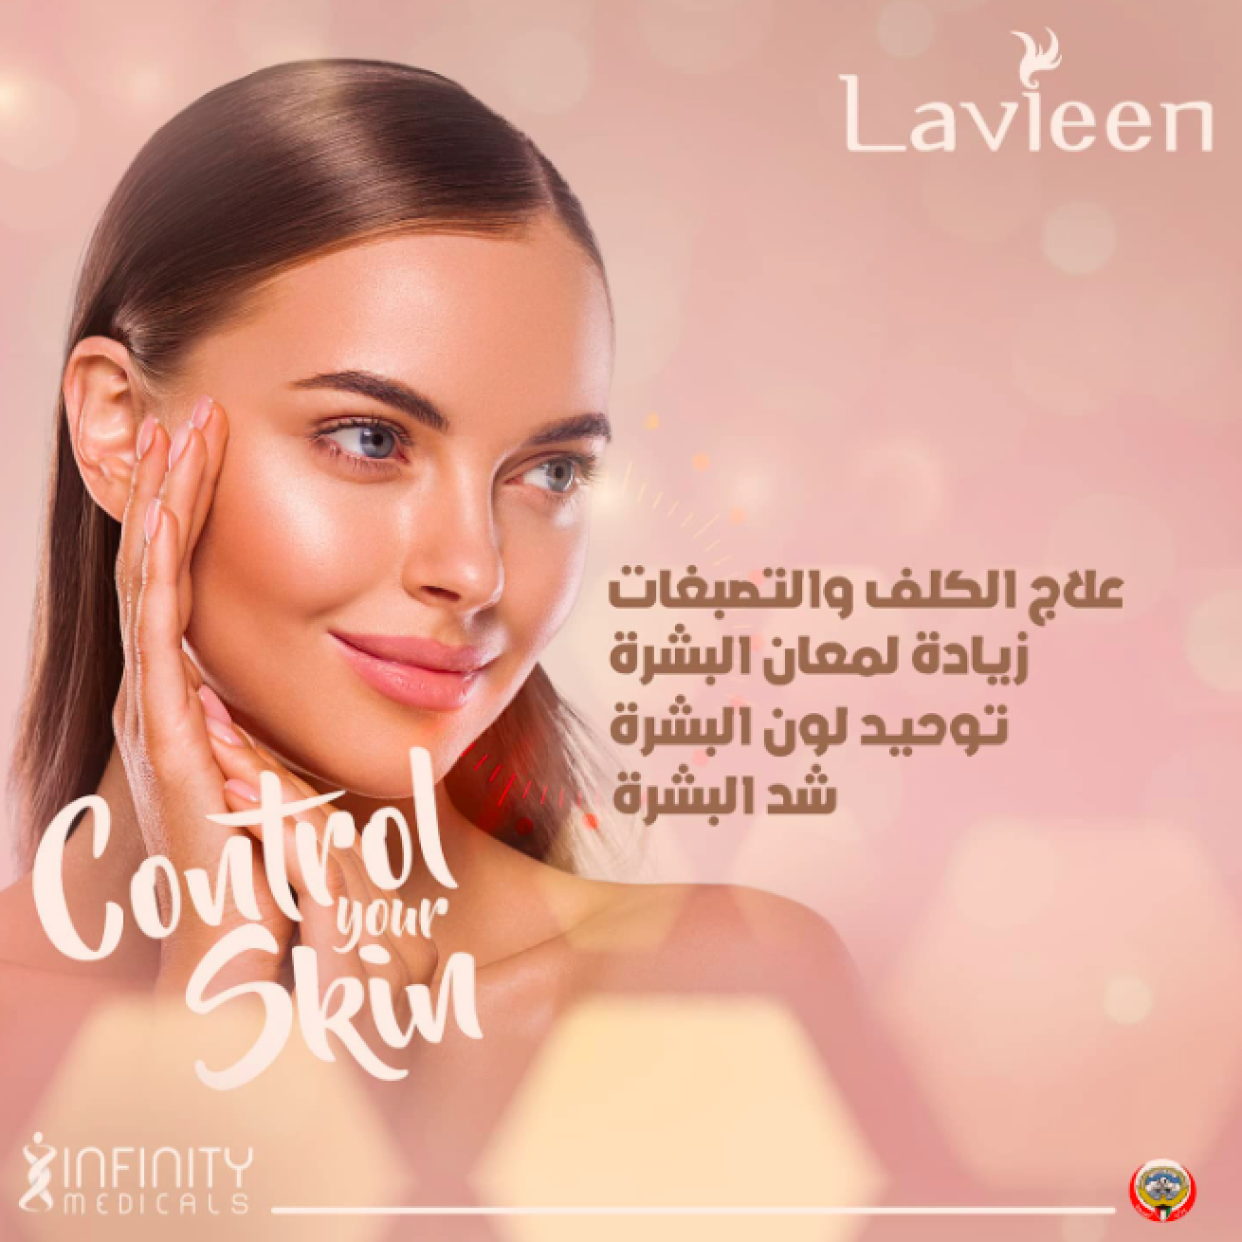 Lavieen
علاج الكلف والتصبغات
زيادة لمعان البشرة
توحيد لون البشرة
شد البشرة
Control
your
Skin
INFINITY
MEDICALS